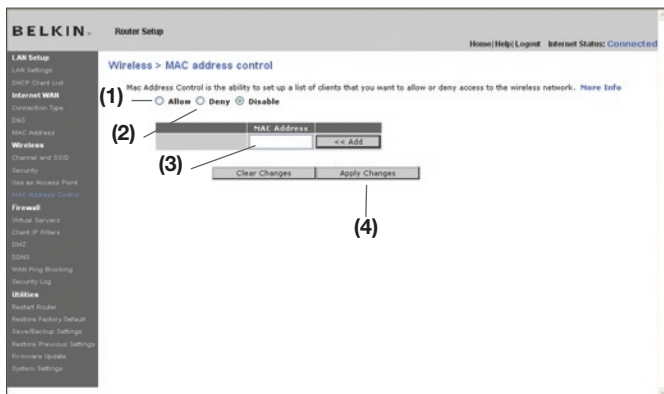 BELKIN
Router Setup
Home|Help|Logout Internet Status: Connected
LAN Setup
LAN Settings
DHCP Client List
Internet WAN
Connection Type
DNS
MAC Address
Wireless
Channel and SSID
Security
Use as Access Point
MAC Address Control
Firewall
Virtual Servers
Client IP Filters
DMZ
DDNS
WAN Ping Blocking
Security Log
Utilities
Restart Router
Restore Factory Default
Save/Backup Settings
Restore Previous Settings
Firmware Update
System Settings
Wireless > MAC address control
Mac Address Control is the ability to set up a list of clients that you want to allow or deny access to the wireless network. More Info
(1) Allow Deny Disable
(2)
MAC Address
(3) << Add
Clear Changes Apply Changes
(4)